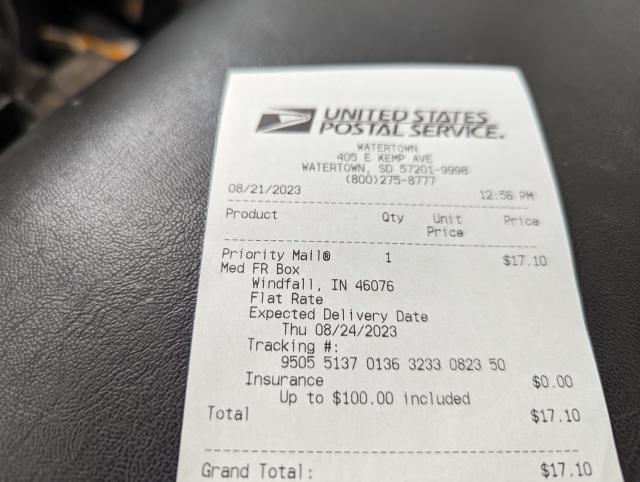 UNITED STATES
POSTAL SERVICE.
WATERTOWN
405 E KEMP AVE
WATERTOWN, SD 57201-9998
(800)275-8777
08/21/2023 12:56 PM
Product Qty Unit Price
Price
Priority Mail® 1 $17.10
Med FR Box
Windfall, IN 46076
Flat Rate
Expected Delivery Date
Thu 08/24/2023
Tracking #:
9505 5137 0136 3233 0823 50
Insurance $0.00
Up to $100.00 included
Total $17.10
Grand Total: $17.10